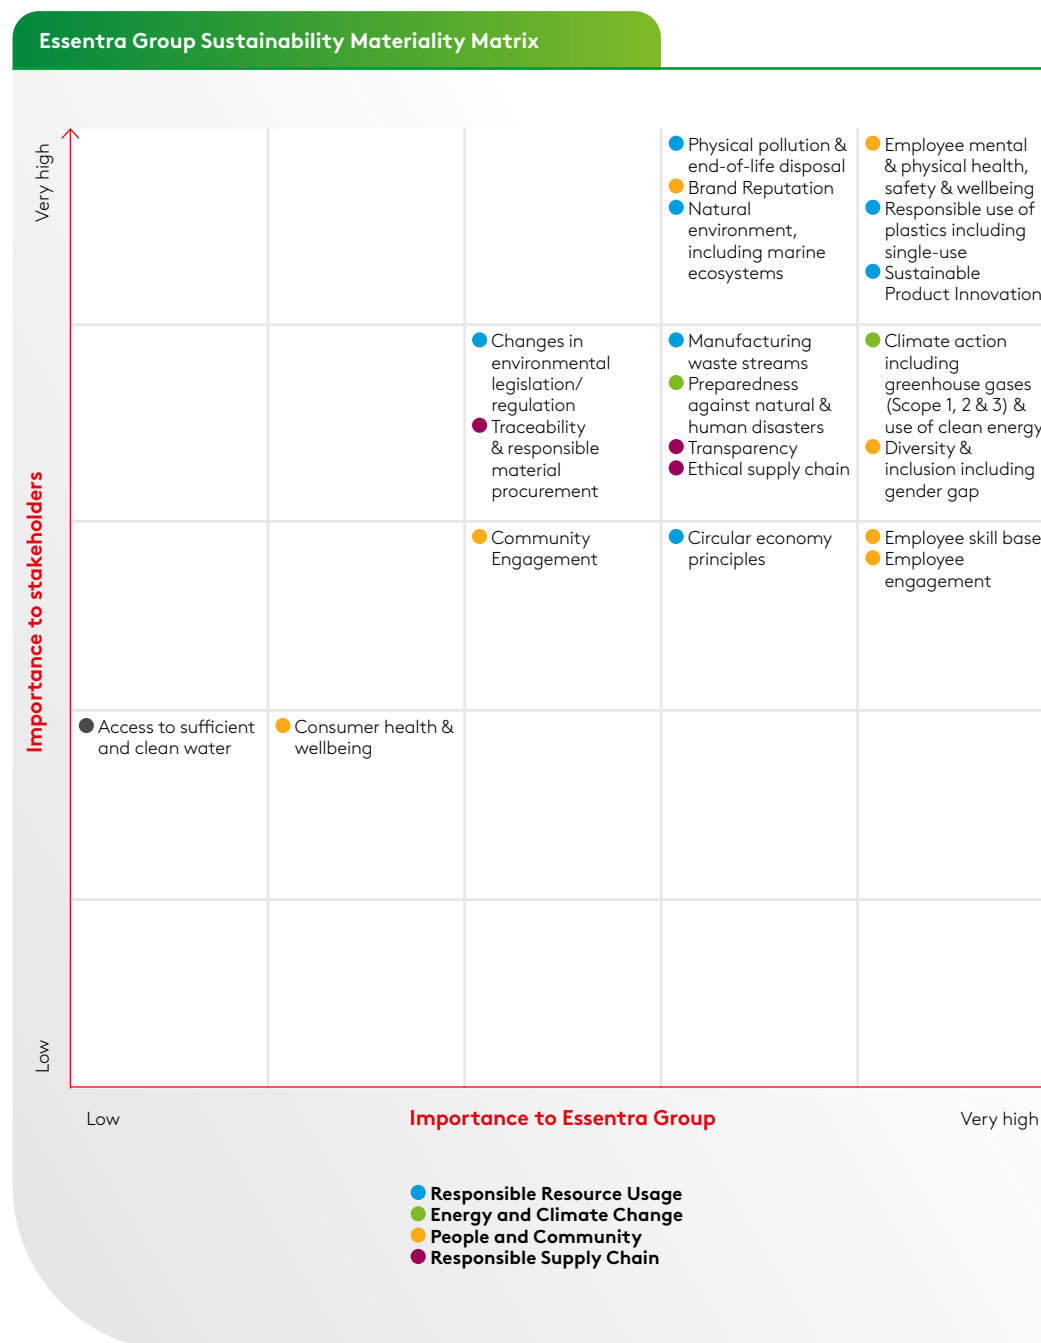 Essentra Group Sustainability Materiality Matrix
Very high
Physical pollution &
end-of-life disposal
Brand Reputation
Natural
environment,
including marine
ecosystems
Employee mental
& physical health,
safety & wellbeing
Responsible use of
plastics including
single-use
Sustainable
Product Innovation
Changes in
environmental
legislation/
regulation
Traceability
& responsible
material
procurement
Manufacturing
waste streams
Preparedness
against natural &
human disasters
Transparency
Ethical supply chain
Climate action
including
greenhouse gases
(Scope 1, 2 & 3) &
use of clean energy
Diversity &
inclusion including
gender gap
Importance to stakeholders
Community
Engagement
Circular economy
principles
Employee skill base
Employee
engagement
Access to sufficient
and clean water
Consumer health &
wellbeing
Low
Low
Importance to Essentra Group
Very high
Responsible Resource Usage
Energy and Climate Change
People and Community
Responsible Supply Chain